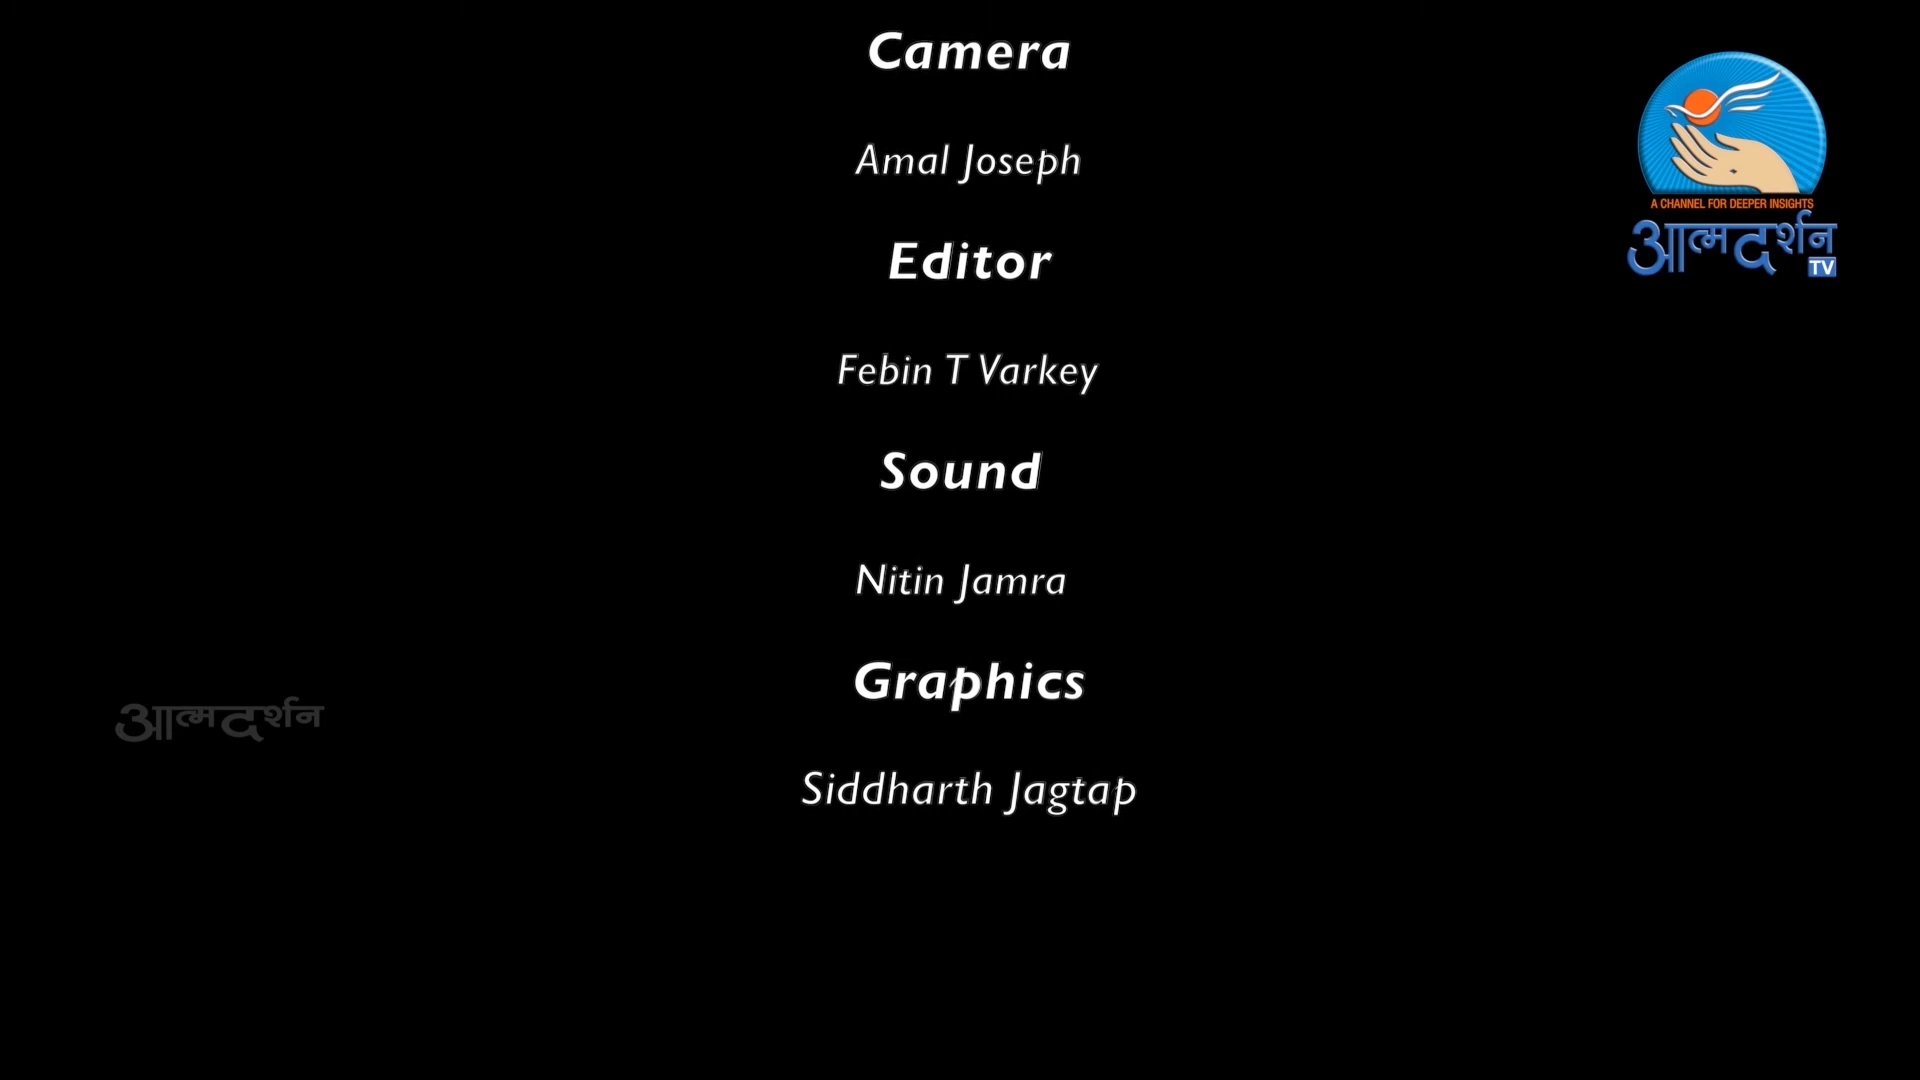 Camera
Amal Joseph
Editor
Febin T Varkey
Sound
Nitin Jamra
Graphics
Siddharth Jagtap
A CHANNEL FOR DEEPER INSIGHTS
आत्मदर्शन
TV
आत्मदर्शन